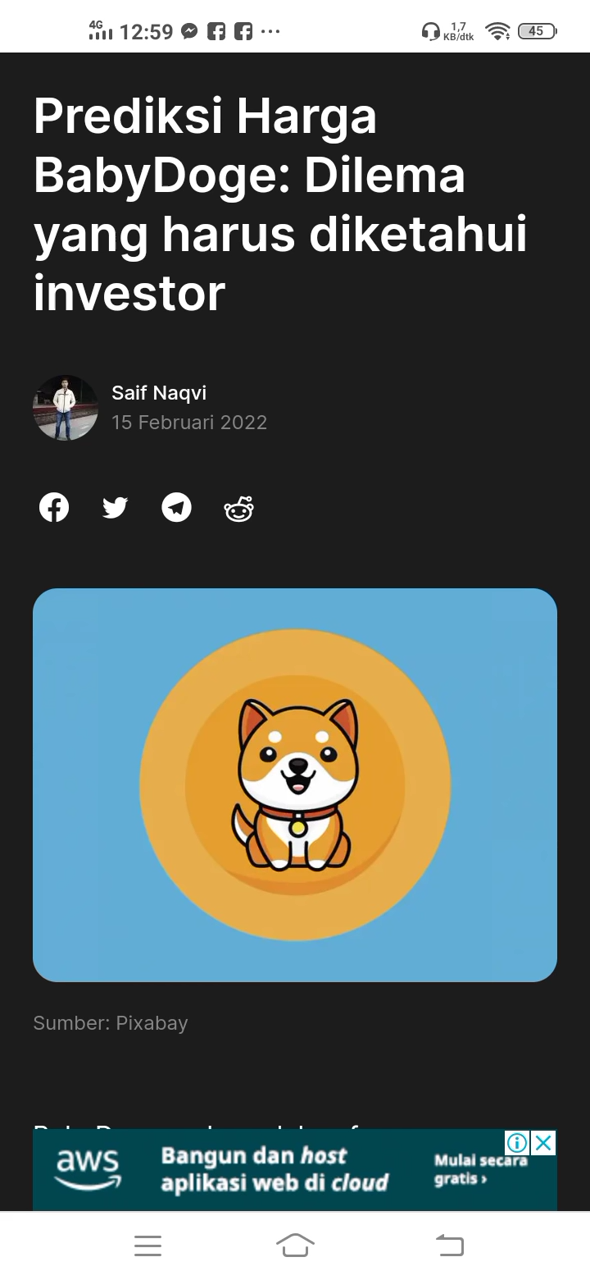 4G 12:59 ... 1,7 KB/dtk 45
Prediksi Harga
BabyDoge: Dilema
yang harus diketahui
investor
Saif Naqvi
15 Februari 2022
Sumber: Pixabay
aws
Bangun dan host
aplikasi web di cloud
Mulai secara
gratis ›